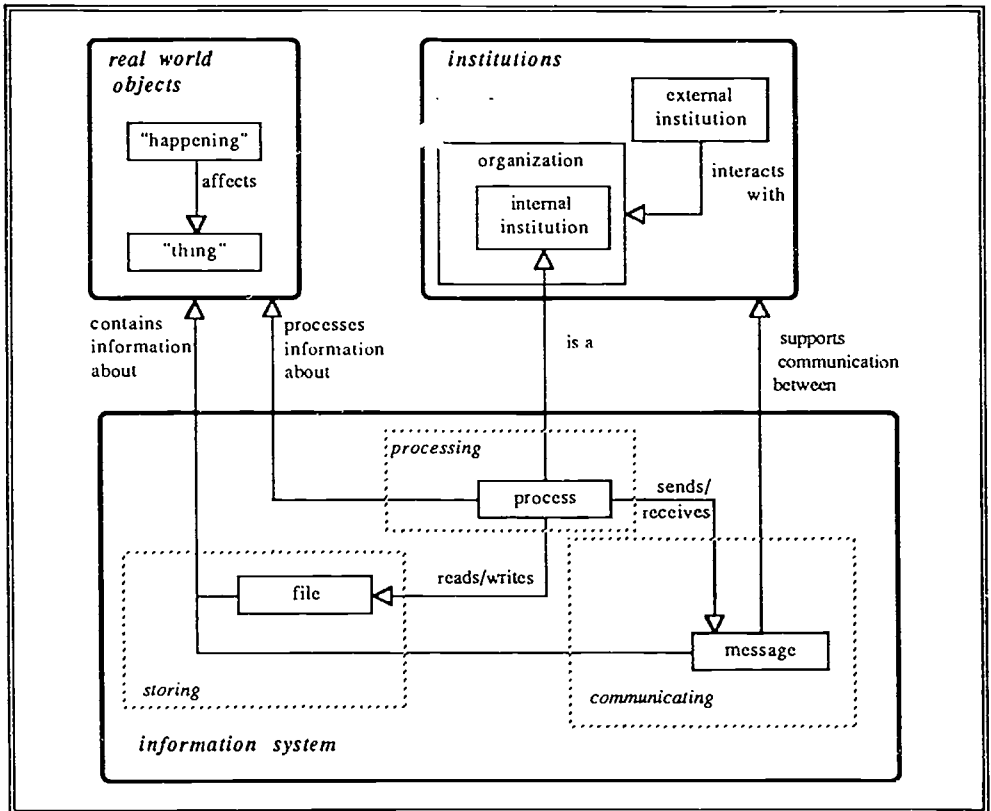 real world
objects
"happening"
affects
"thing"
institutions
external
institution
organization
internal
institution
interacts
with
contains
information
about
processes
information
about
is a
supports
communication
between
processing
process
sends/
receives
reads/writes
file
message
storing
communicating
information system